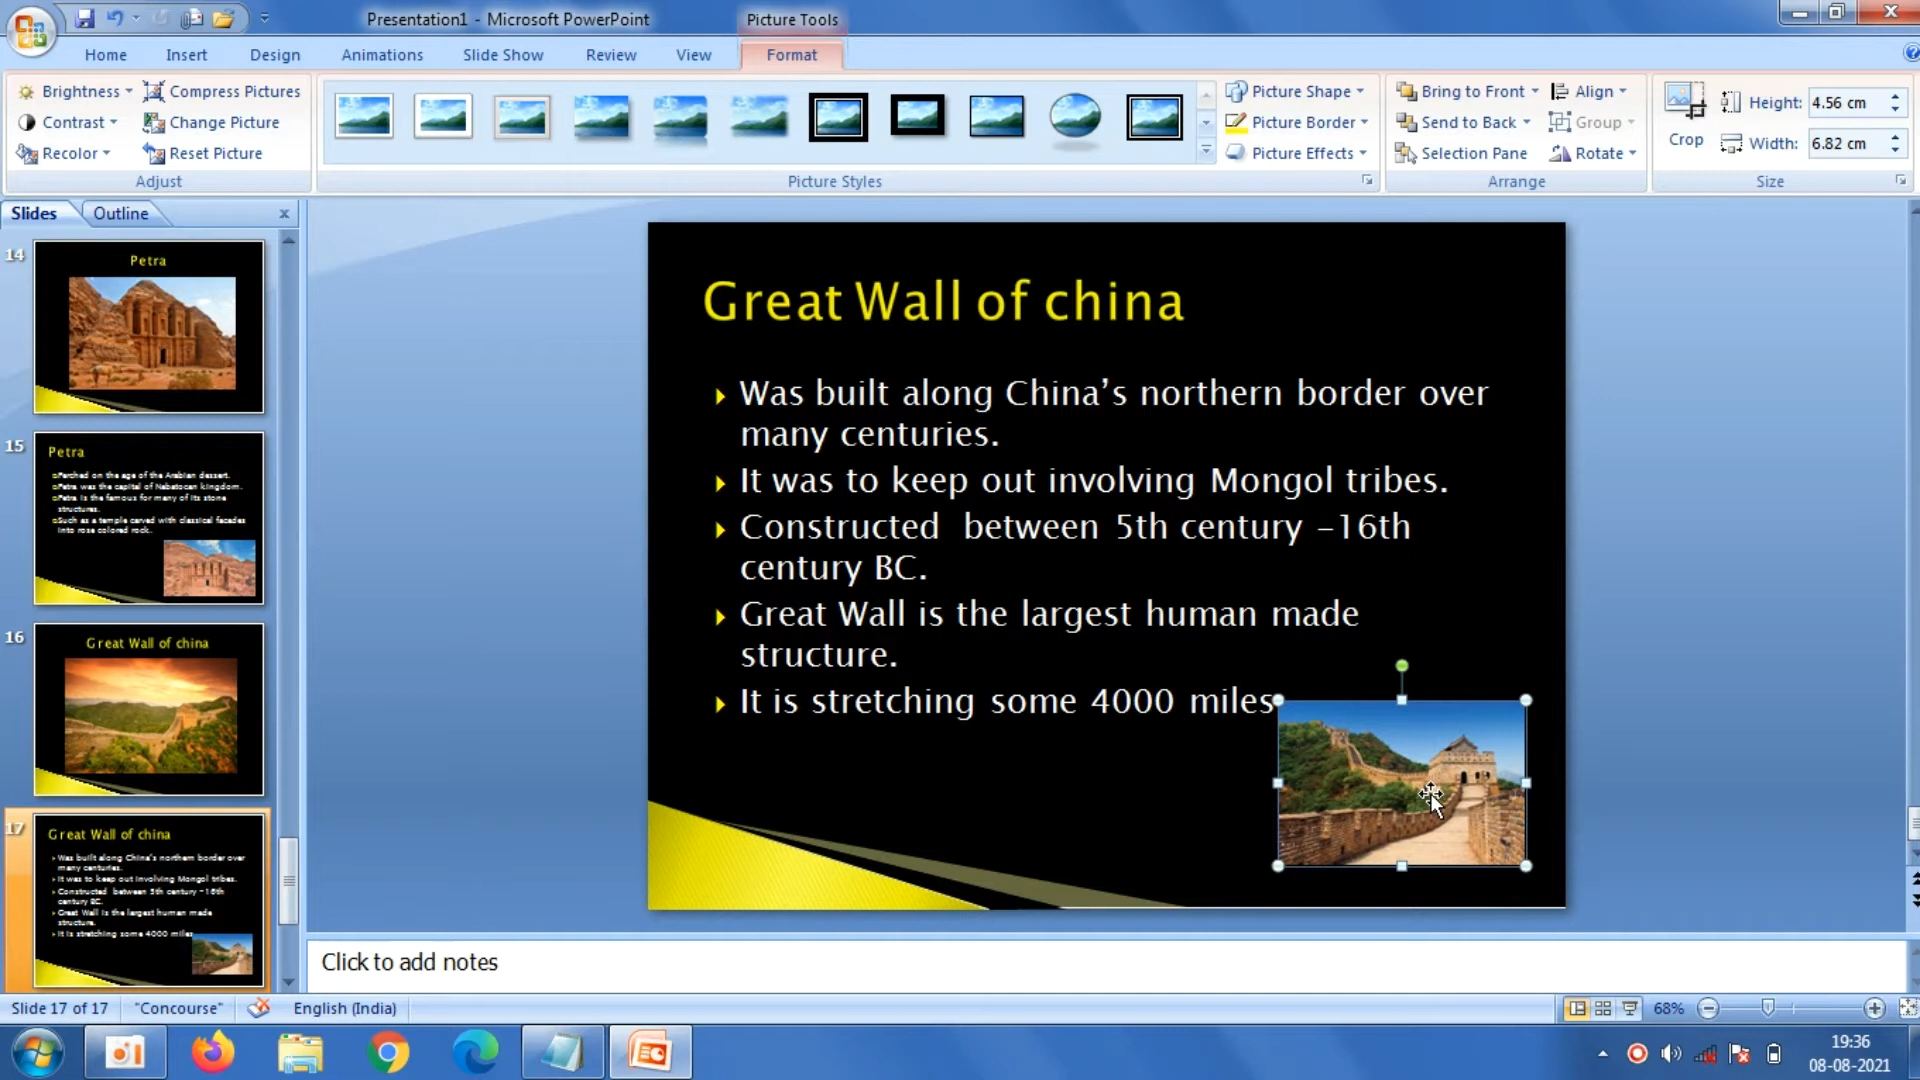 Presentation1 - Microsoft PowerPoint
Picture Tools
Home
Insert
Design
Animations
Slide Show
Review
View
Format
Brightness
Compress Pictures
Contrast
Change Picture
Recolor
Reset Picture
Adjust
Picture Styles
Picture Shape
Picture Border
Picture Effects
Bring to Front
Send to Back
Selection Pane
Align
Group
Rotate
Arrange
Crop
Height:
4.56 cm
Width:
6.82 cm
Size
Slides
Outline
14
Petra
15
Petra
Perched on the age of the Arabian dessert.
Petra was the capital of Nabatocan kingdom.
Petra is the famous for many of its stone
structures.
Such as a temple carved with classical facades
into rose colored rock.
16
Great Wall of china
17
Great Wall of china
Was built along China's northern border over
many centuries.
It was to keep out involving Mongol tribes.
Constructed between 5th century -16th
century BC.
Great Wall is the largest human made
structure.
It is stretching some 4000 miles
Great Wall of china
Was built along China’s northern border over
many centuries.
It was to keep out involving Mongol tribes.
Constructed  between 5th century -16th
century BC.
Great Wall is the largest human made
structure.
It is stretching some 4000 miles
Click to add notes
Slide 17 of 17
"Concourse"
English (India)
68%
19:36
08-08-2021